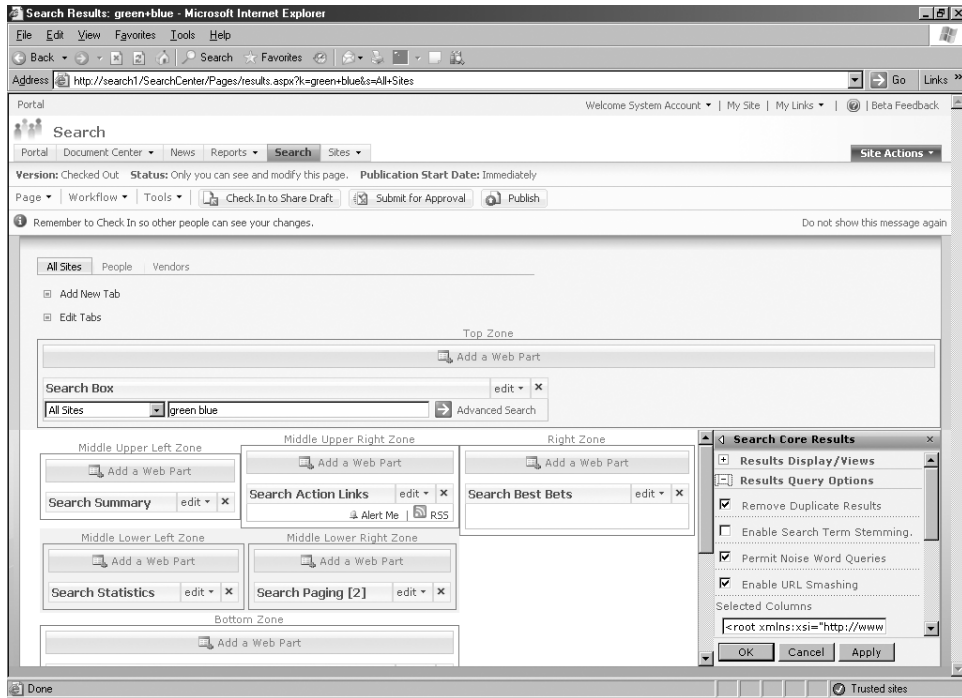 Search Results: green+blue - Microsoft Internet Explorer
File Edit View Favorites Tools Help
Back Search Favorites
Address http://search1/SearchCenter/Pages/results.aspx?k=green+blue&s=All+Sites Go Links »
Portal Welcome System Account | My Site | My Links | Beta Feedback
Search
Portal Document Center News Reports Search Sites Site Actions
Version: Checked Out Status: Only you can see and modify this page. Publication Start Date: Immediately
Page Workflow Tools Check In to Share Draft Submit for Approval Publish
Remember to Check In so other people can see your changes. Do not show this message again
All Sites People Vendors
Add New Tab
Edit Tabs
Top Zone
Add a Web Part
Search Box edit
All Sites green blue Advanced Search
Middle Upper Left Zone Middle Upper Right Zone Right Zone
Add a Web Part Add a Web Part Add a Web Part
Search Summary edit Search Action Links edit Search Best Bets edit
Alert Me | RSS
Middle Lower Left Zone Middle Lower Right Zone
Add a Web Part Add a Web Part
Search Statistics edit Search Paging [2] edit
Bottom Zone
Add a Web Part
Search Core Results
Results Display/Views
Results Query Options
Remove Duplicate Results
Enable Search Term Stemming.
Permit Noise Word Queries
Enable URL Smashing
Selected Columns
<root xmlns:xsi="http://www
OK Cancel Apply
Done Trusted sites